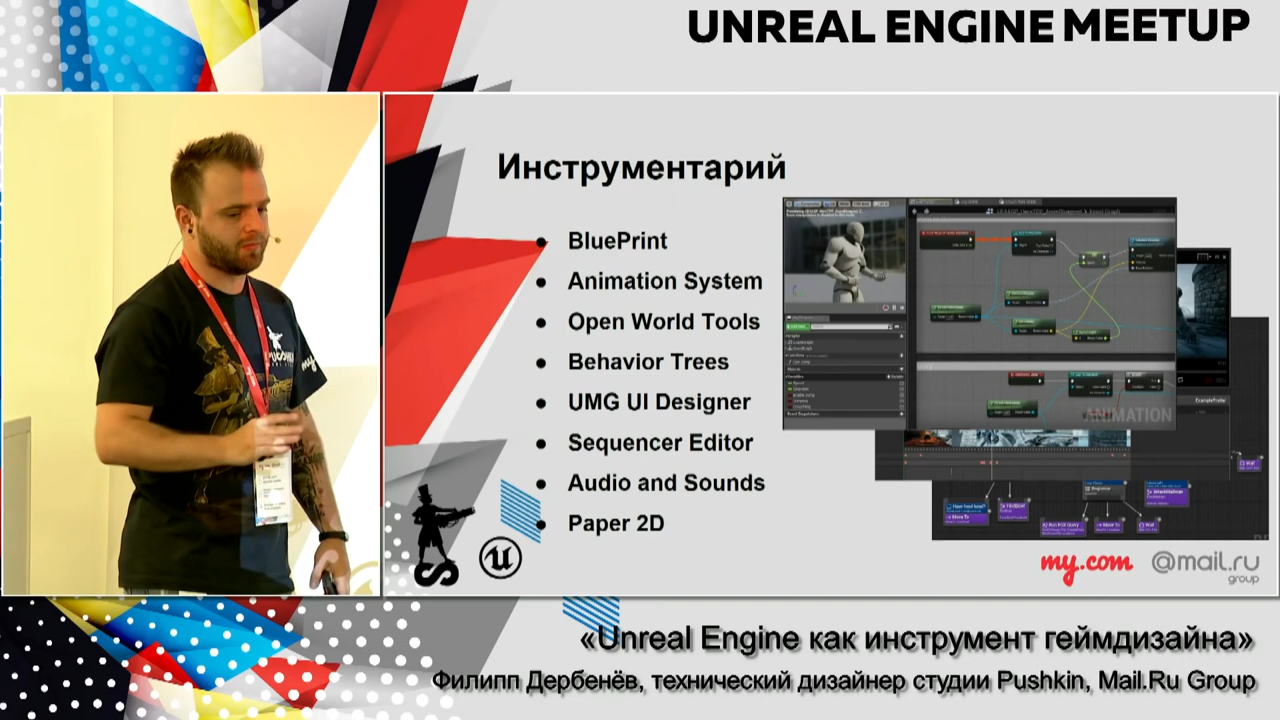 UNREAL ENGINE MEETUP
Инструментарий
BluePrint
Animation System
Open World Tools
Behavior Trees
UMG UI Designer
Sequencer Editor
Audio and Sounds
Paper 2D
ANIMATION
my.com @mail.ru
group
«Unreal Engine как инструмент геймдизайна»
Филипп Дербенёв, технический дизайнер студии Pushkin, Mail.Ru Group